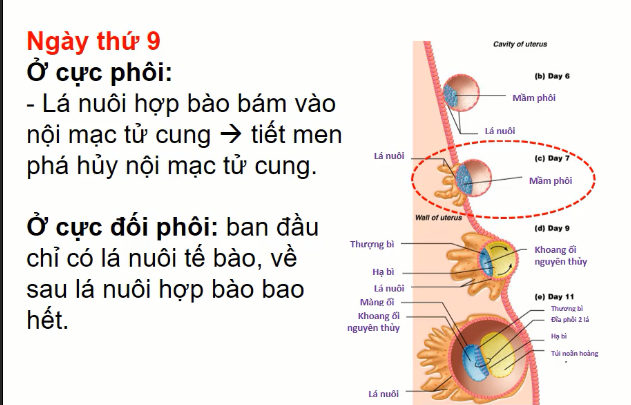 Ngày thứ 9
Ở cực phôi:
- Lá nuôi hợp bào bám vào
nội mạc tử cung → tiết men
phá hủy nội mạc tử cung.
Ở cực đối phôi: ban đầu
chỉ có lá nuôi tế bào, về
sau lá nuôi hợp bào bao
hết.
Cavity of uterus
(b) Day 6
Mầm phôi
Lá nuôi
Lá nuôi
(c) Day 7
Mầm phôi
Wall of uterus
(d) Day 9
Thượng bì
Khoang ối
nguyên thủy
Hạ bì
Lá nuôi
Màng ối
(e) Day 11
Khoang ối
nguyên thủy
Thượng bì
Đĩa phôi 2 lá
Hạ bì
Túi noãn hoàng
Lá nuôi